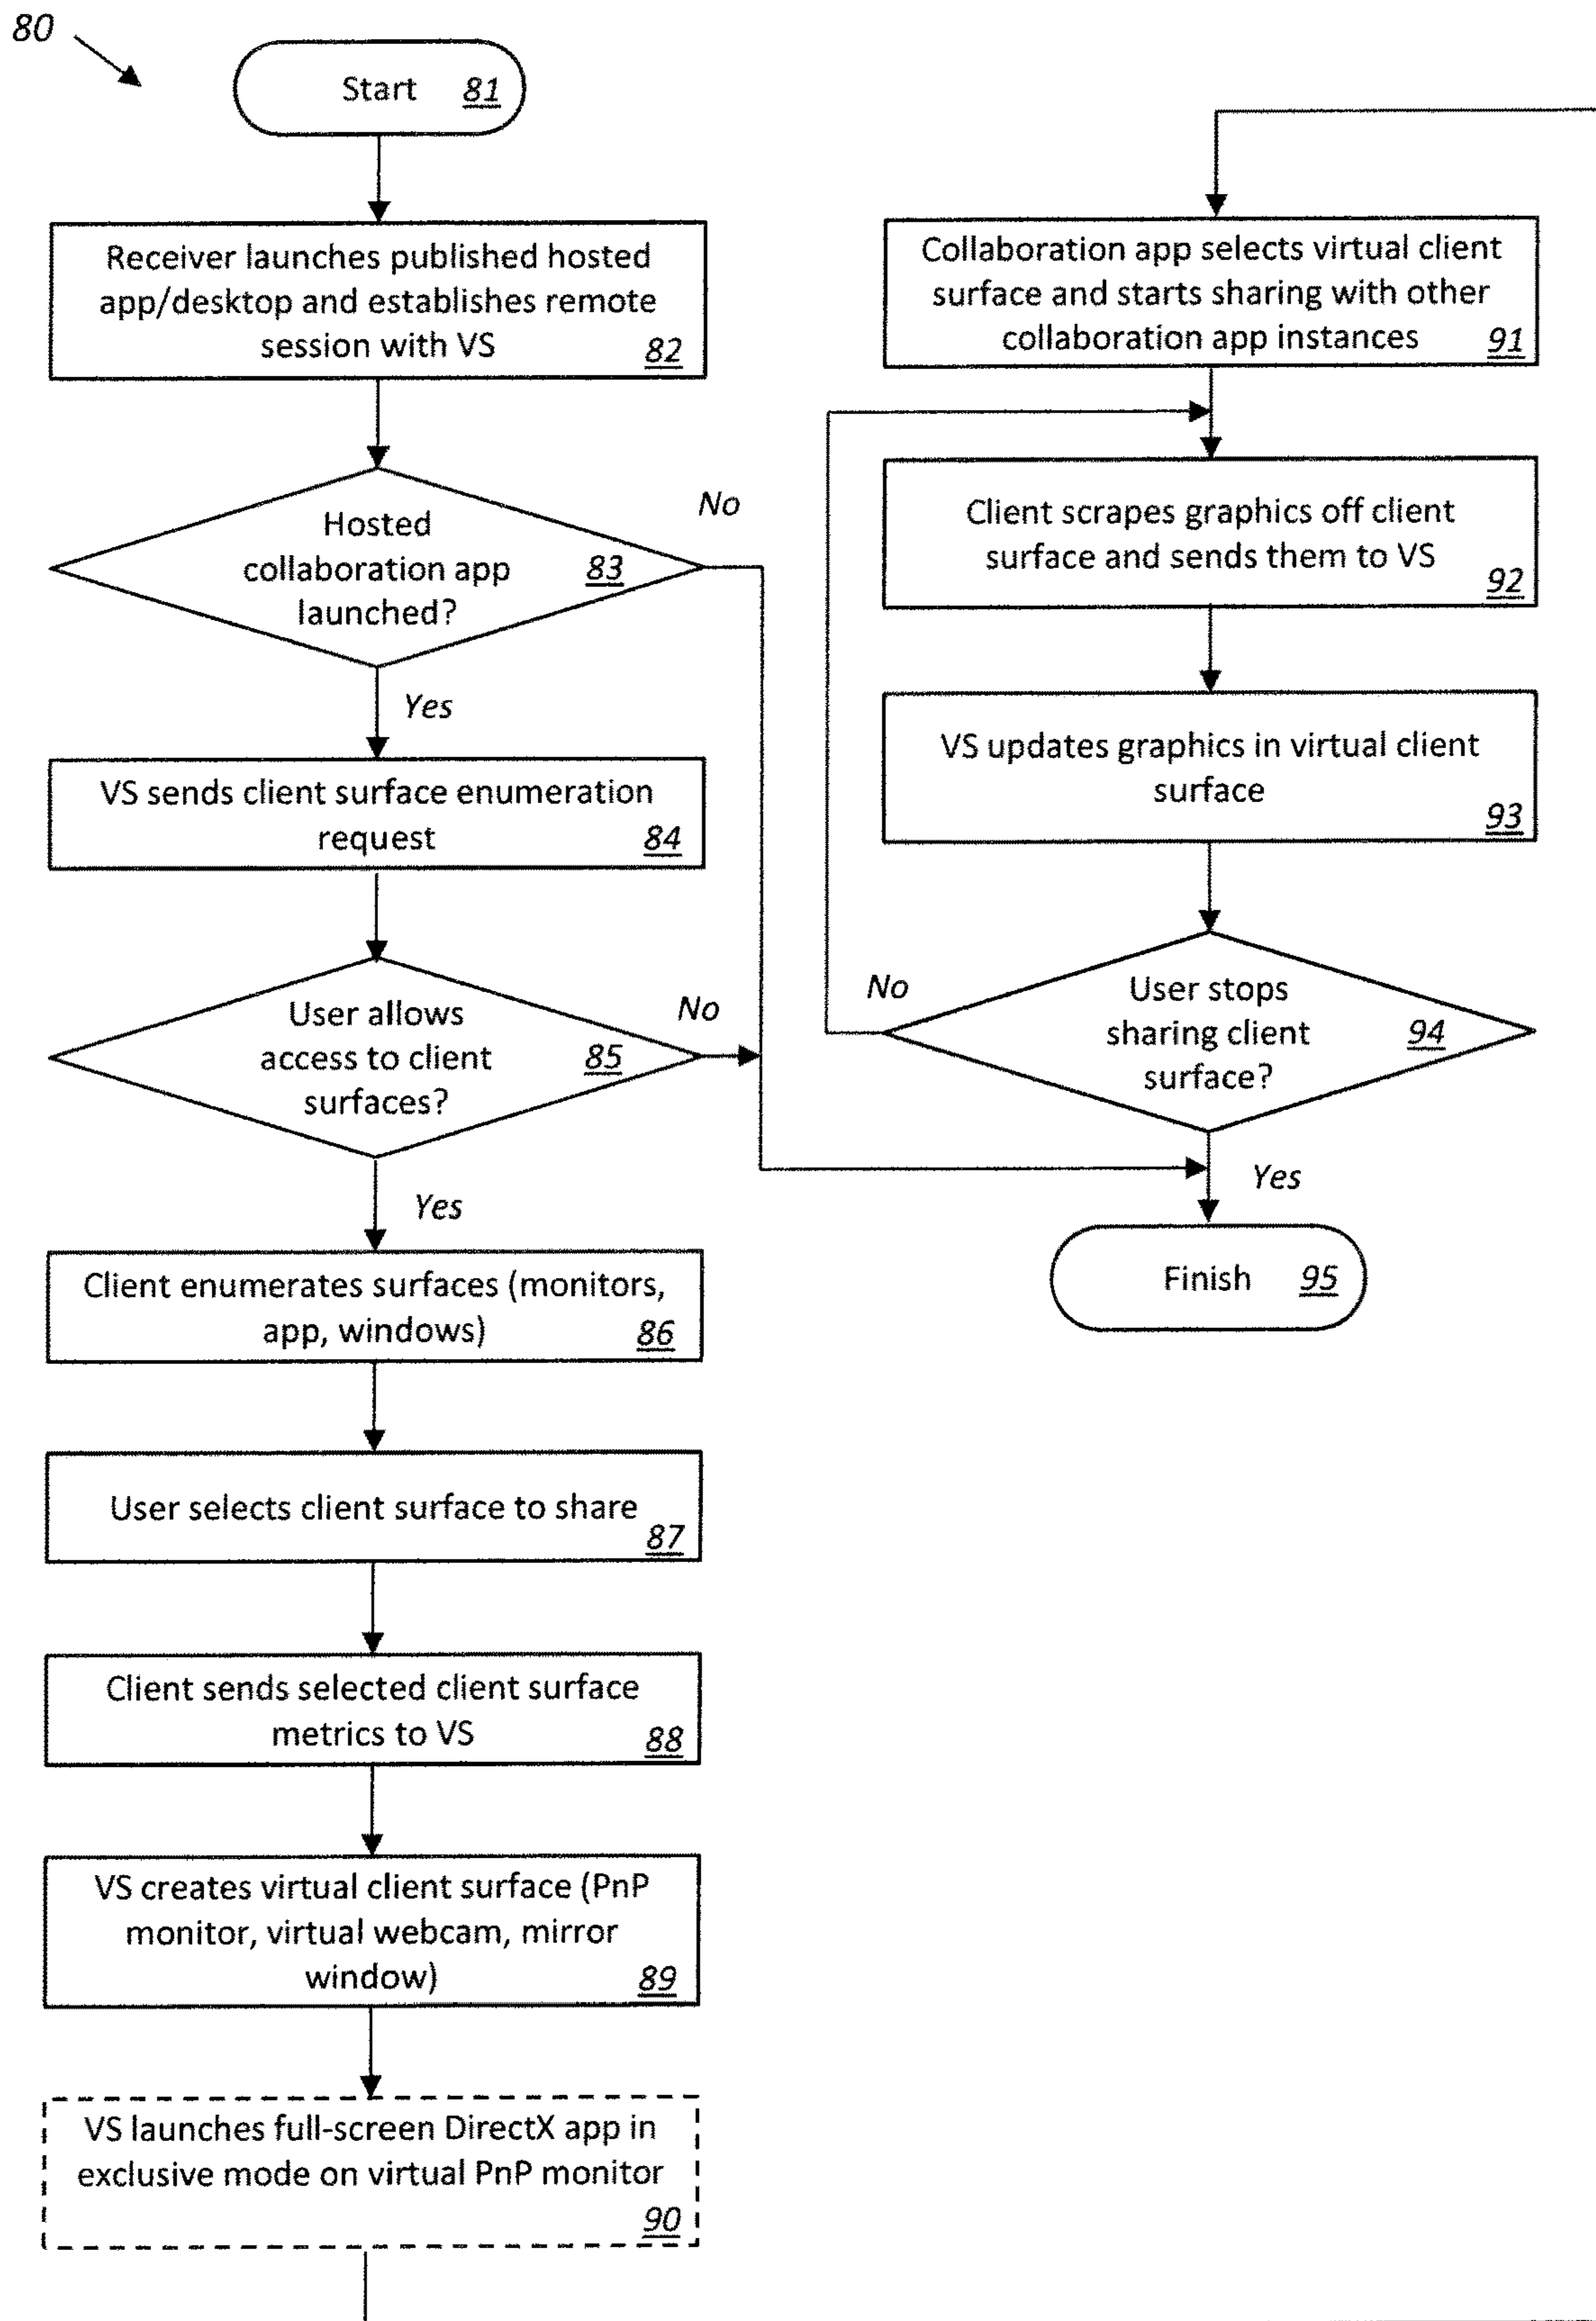 80
Start 81
Receiver launches published hosted
app/desktop and establishes remote
session with VS 82
No
Hosted
collaboration app 83
launched?
Yes
VS sends client surface enumeration
request 84
No
User allows
access to client 85
surfaces?
Yes
Client enumerates surfaces (monitors,
app, windows) 86
User selects client surface to share
87
Client sends selected client surface
metrics to VS 88
VS creates virtual client surface (PnP
monitor, virtual webcam, mirror
window) 89
VS launches full-screen DirectX app in
exclusive mode on virtual PnP monitor
90
Collaboration app selects virtual client
surface and starts sharing with other
collaboration app instances 91
Client scrapes graphics off client
surface and sends them to VS 92
VS updates graphics in virtual client
surface 93
No
User stops
sharing client 94
surface?
Yes
Finish 95